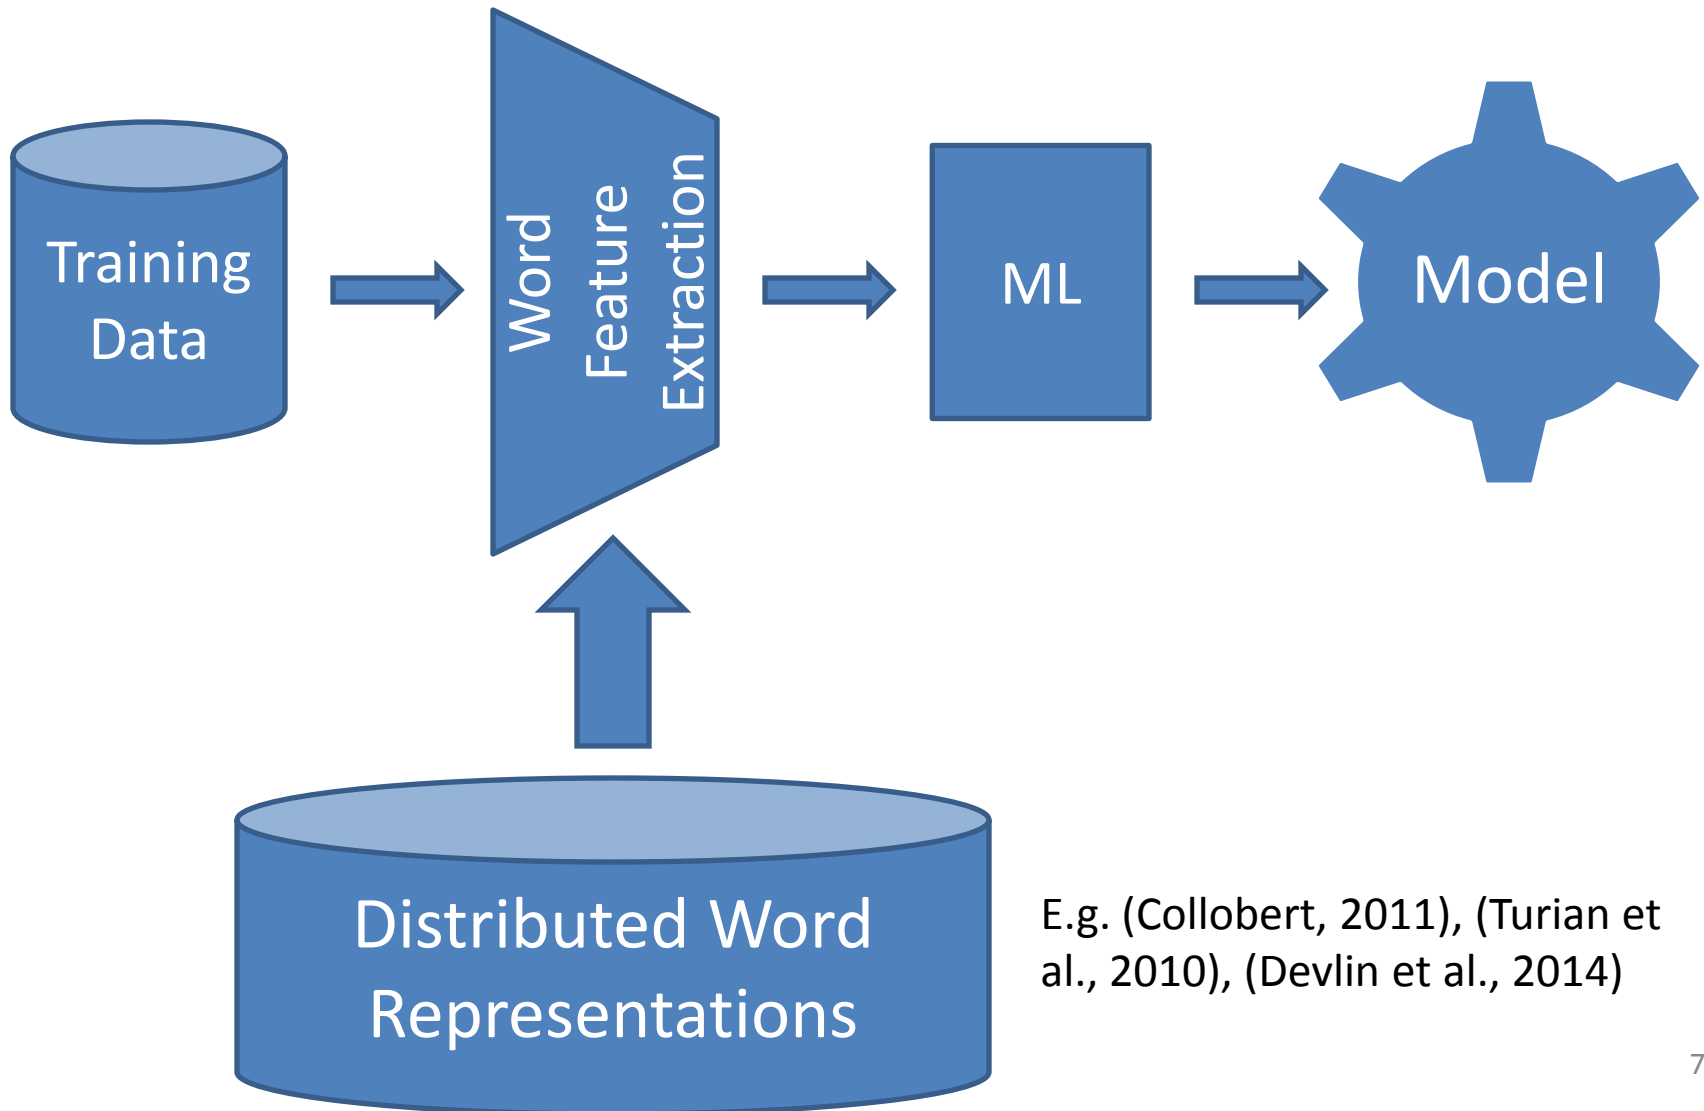 Training
Data
Word
Feature
Extraction
ML
Model
Distributed Word
Representations
E.g. (Collobert, 2011), (Turian et
al., 2010), (Devlin et al., 2014)
7